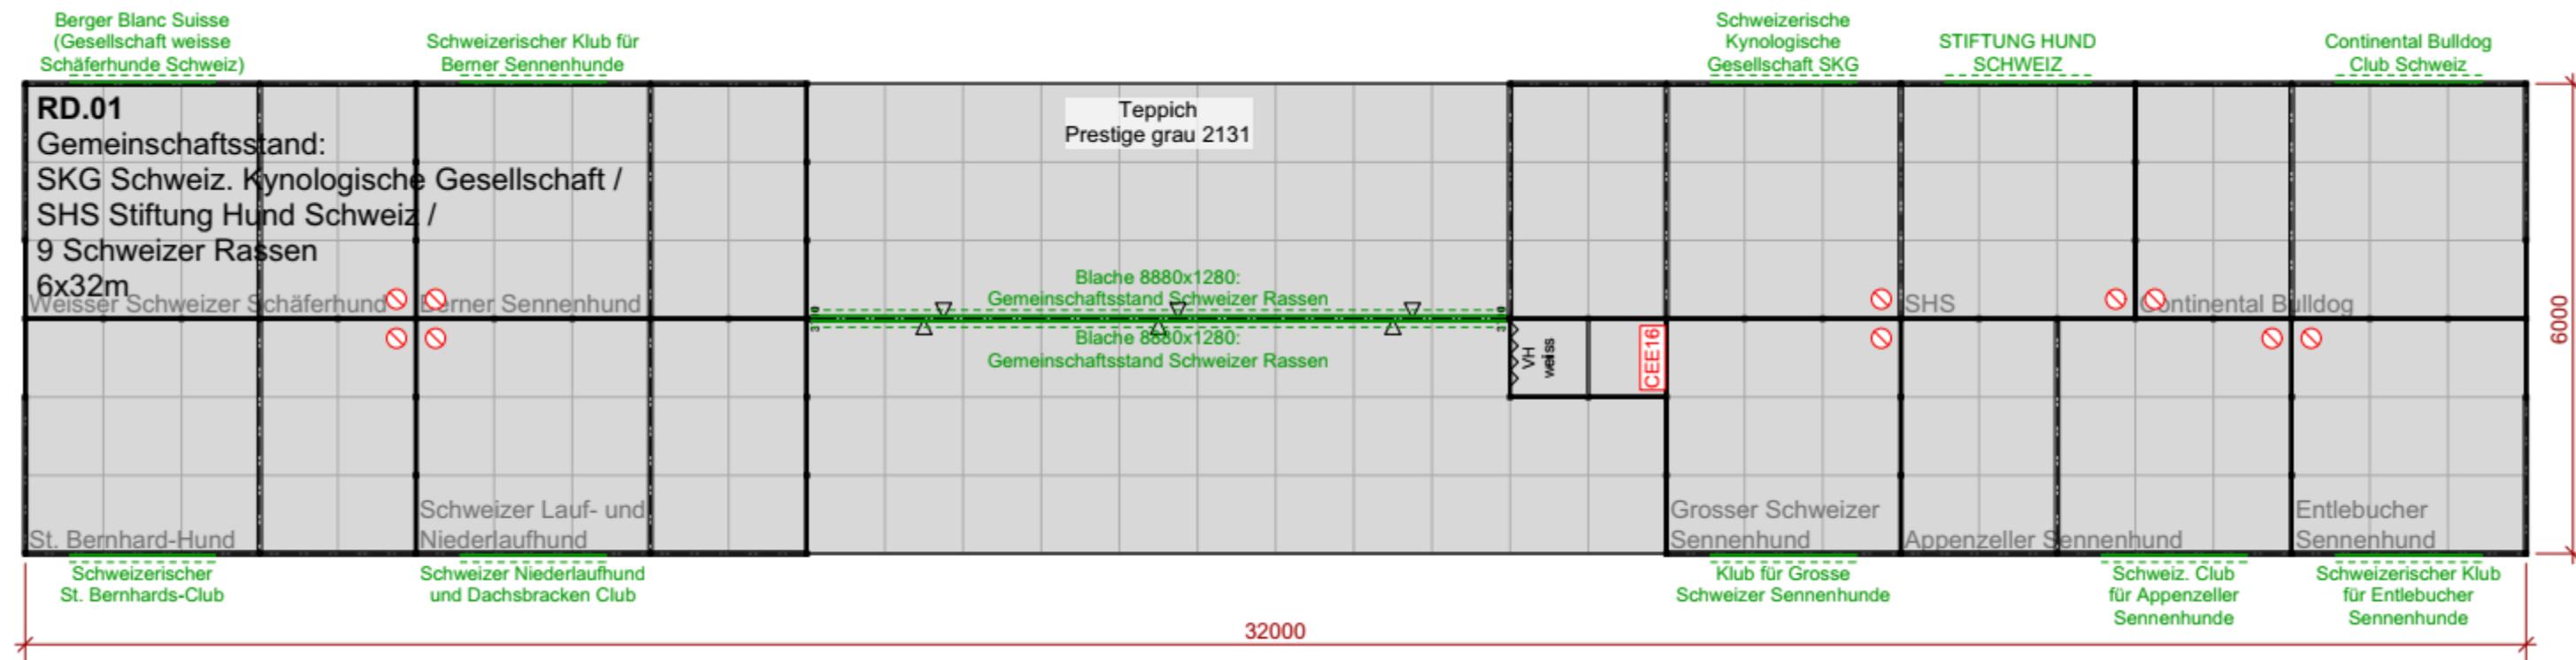 Berger Blanc Suisse
(Gesellschaft weisse
Schäferhunde Schweiz)
Schweizerischer Klub für
Berner Sennenhunde
Schweizerische
Kynologische
Gesellschaft SKG
STIFTUNG HUND
SCHWEIZ
Continental Bulldog
Club Schweiz
RD.01
Gemeinschaftsstand:
SKG Schweiz. Kynologische Gesellschaft /
SHS Stiftung Hund Schweiz /
9 Schweizer Rassen
6x32m
Teppich
Prestige grau 2131
Weisser Schweizer Schäferhund
Berner Sennenhund
Blache 8880x1280:
Gemeinschaftsstand Schweizer Rassen
Blache 8880x1280:
Gemeinschaftsstand Schweizer Rassen
SHS
Continental Bulldog
VH
weiss
CEE16
6000
St. Bernhard-Hund
Schweizer Lauf- und
Niederlaufhund
Grosser Schweizer
Sennenhund
Appenzeller Sennenhund
Entlebucher
Sennenhund
Schweizerischer
St. Bernhards-Club
Schweizer Niederlaufhund
und Dachsbracken Club
Klub für Grosse
Schweizer Sennenhunde
Schweiz. Club
für Appenzeller
Sennenhunde
Schweizerischer Klub
für Entlebucher
Sennenhunde
32000